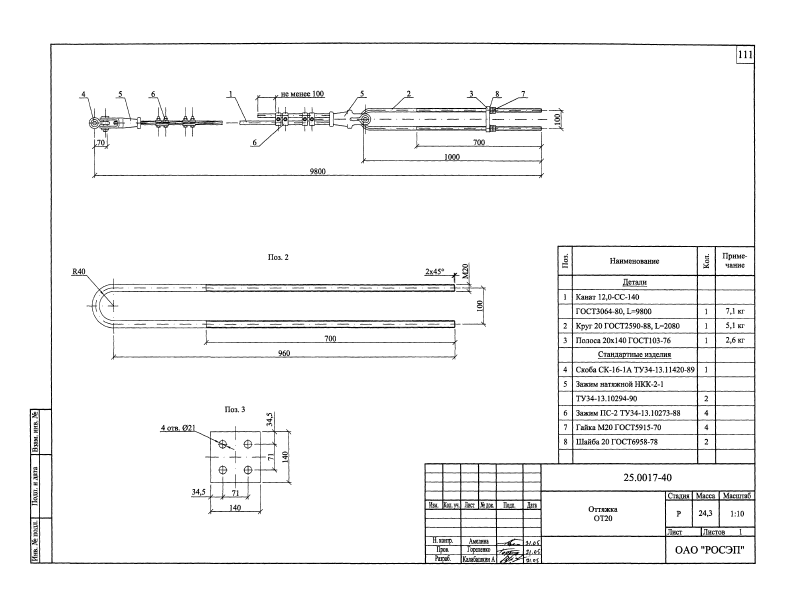 111
4 5 6 1 не менее 100 5 2 3 8 7
6
70
100
700
1000
9800
Поз. 2
R40
2x45°
М20
100
700
960
Поз. 3
4 отв. Ø21
34,5
71
140
34,5
71
140
Поз. Наименование Кол. Приме-
чание
Детали
1 Канат 12,0-СС-140
ГОСТ3064-80, L=9800 1 7,1 кг
2 Круг 20 ГОСТ2590-88, L=2080 1 5,1 кг
3 Полоса 20x140 ГОСТ103-76 1 2,6 кг
Стандартные изделия
4 Скоба СК-16-1А ТУ34-13.11420-89 1
5 Зажим натяжной НКК-2-1
ТУ34-13.10294-90 2
6 Зажим ПС-2 ТУ34-13.10273-88 4
7 Гайка М20 ГОСТ5915-70 4
8 Шайба 20 ГОСТ6958-78 2
25.0017-40
Изм. Кол. уч. Лист № док. Подп. Дата
Оттяжка
ОТ20
Стадия Масса Масштаб
Р 24,3 1:10
Лист Листов 1
Н. контр. Амелина 31.05
Пров. Гореленко 31.05
Разраб. Калабашкин А 31.05
ОАО "РОСЭП"
Взам. инв. №
Подп. и дата
Инв. № подл.